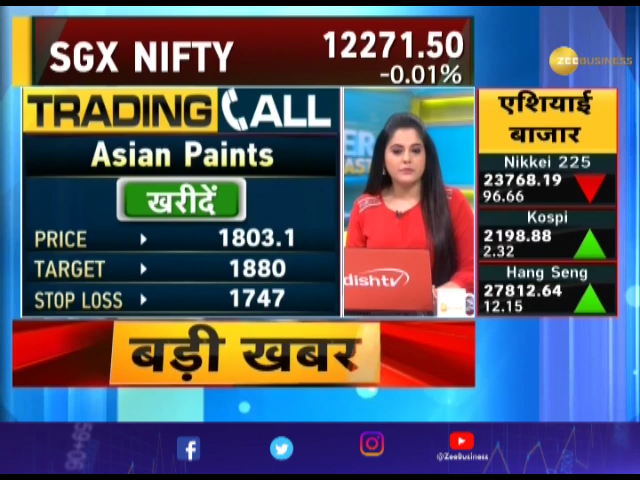 SGX NIFTY
12271.50
-0.01%
ZEEBUSINESS
TRADING CALL
Asian Paints
खरीदें
PRICE 1803.1
TARGET 1880
STOP LOSS 1747
dishtv
एशियाई
बाजार
Nikkei 225
23768.19
96.66
Kospi
2198.88
2.32
Hang Seng
27812.64
12.15
बड़ी खबर
@ZeeBusiness